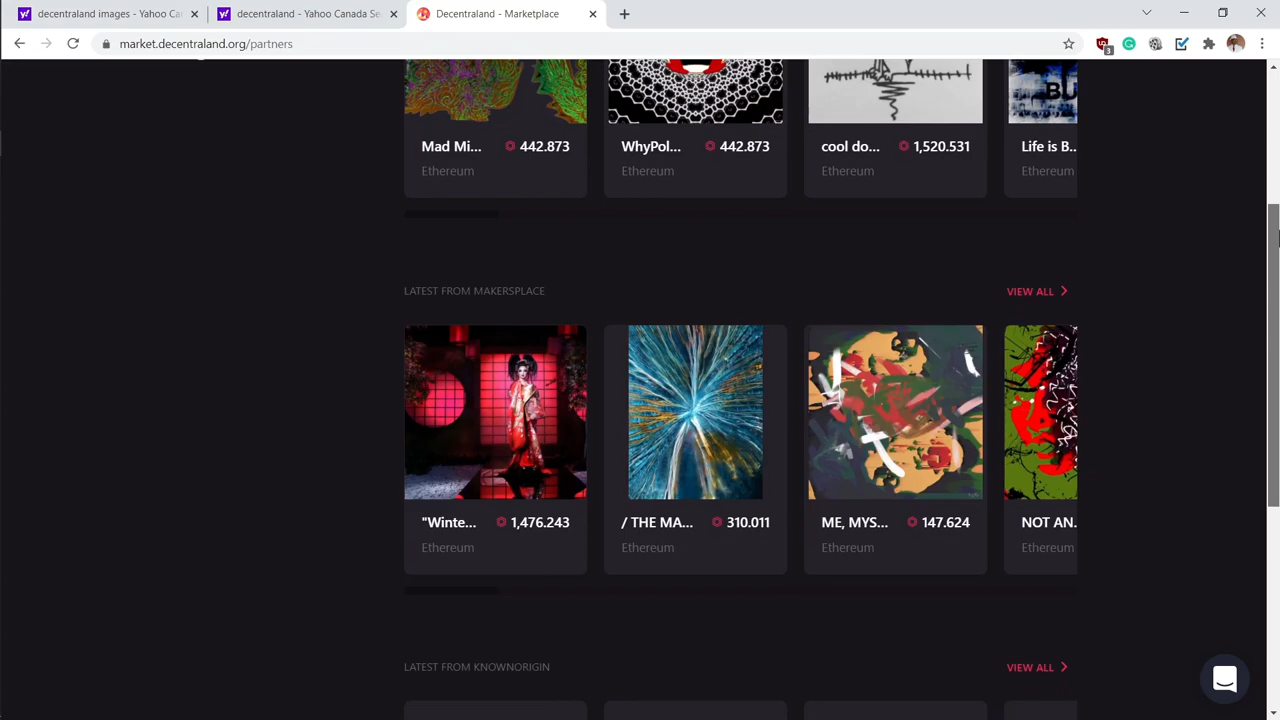 decentraland images - Yahoo Ca
decentraland - Yahoo Canada Se
Decentraland - Marketplace
market.decentraland.org/partners
3
BU
Mad Mi... 442.873
Ethereum
WhyPol... 442.873
Ethereum
cool do... 1,520.531
Ethereum
Life is B..
Ethereum
LATEST FROM MAKERSPLACE
VIEW ALL
"Winte... 1,476.243
Ethereum
/ THE MA... 310.011
Ethereum
ME, MYS... 147.624
Ethereum
NOT AN.
Ethereum
LATEST FROM KNOWNORIGIN
VIEW ALL